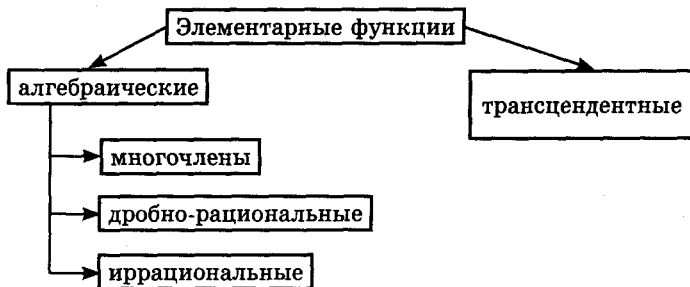 Элементарные функции
алгебраические
трансцендентные
многочлены
дробно-рациональные
иррациональные